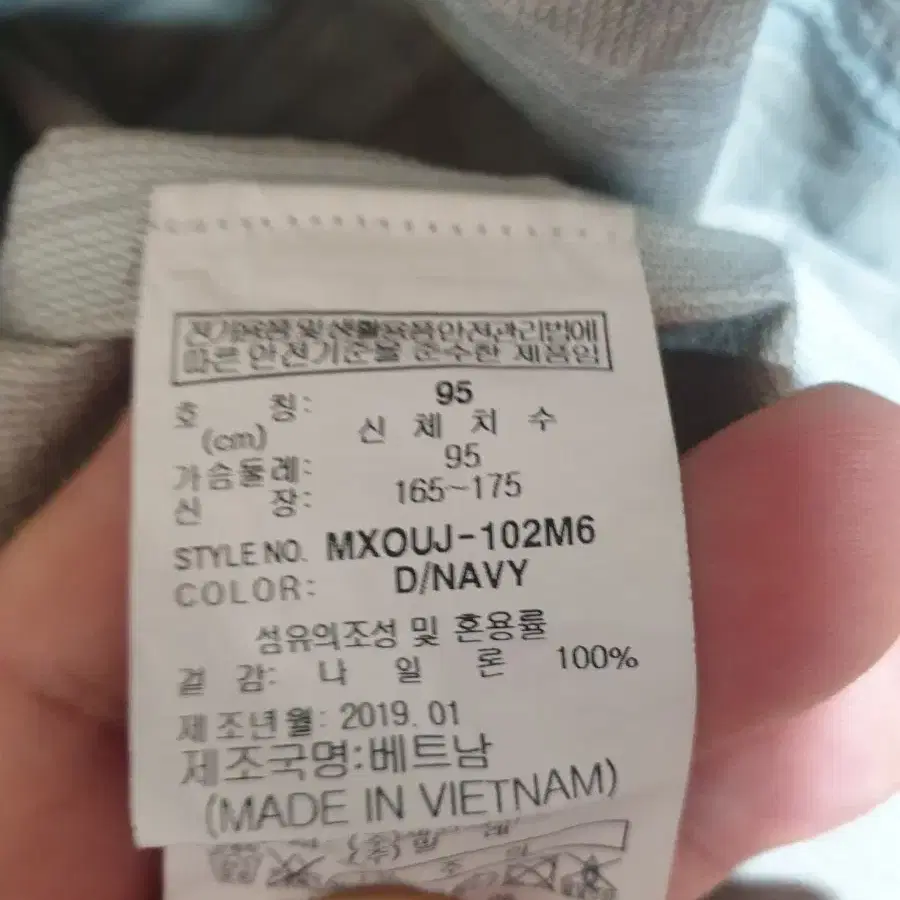 전기용품 및 생활용품안전관리법에
따른 안전기준을 준수한 제품임
호 칭: 95
(cm) 신 체 치 수
가슴둘레: 95
신 장: 165~175
STYLE NO. MXOUJ-102M6
COLOR: D/NAVY
섬유의조성 및 혼용률
겉 감: 나 일 론 100%
제조년월: 2019. 01
제조국명:베트남
(MADE IN VIETNAM)